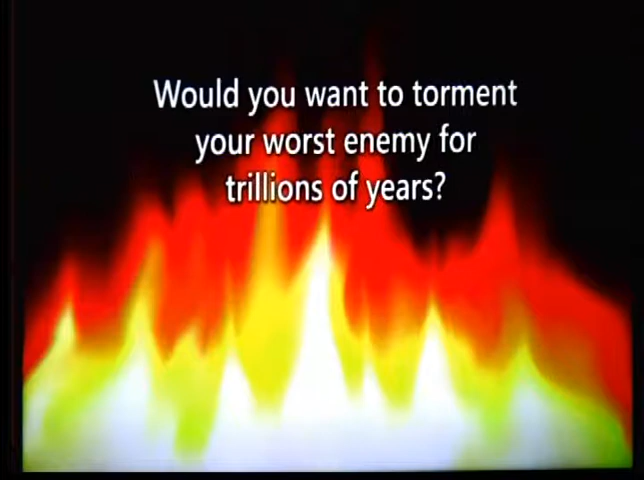 Would you want to torment
your worst enemy for
trillions of years?